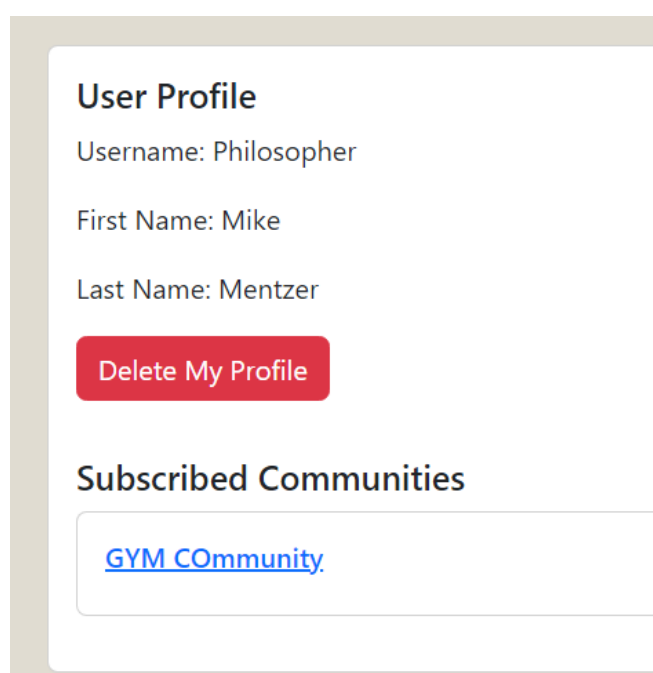 User Profile
Username: Philosopher
First Name: Mike
Last Name: Mentzer
Delete My Profile
Subscribed Communities
GYM COmmunity